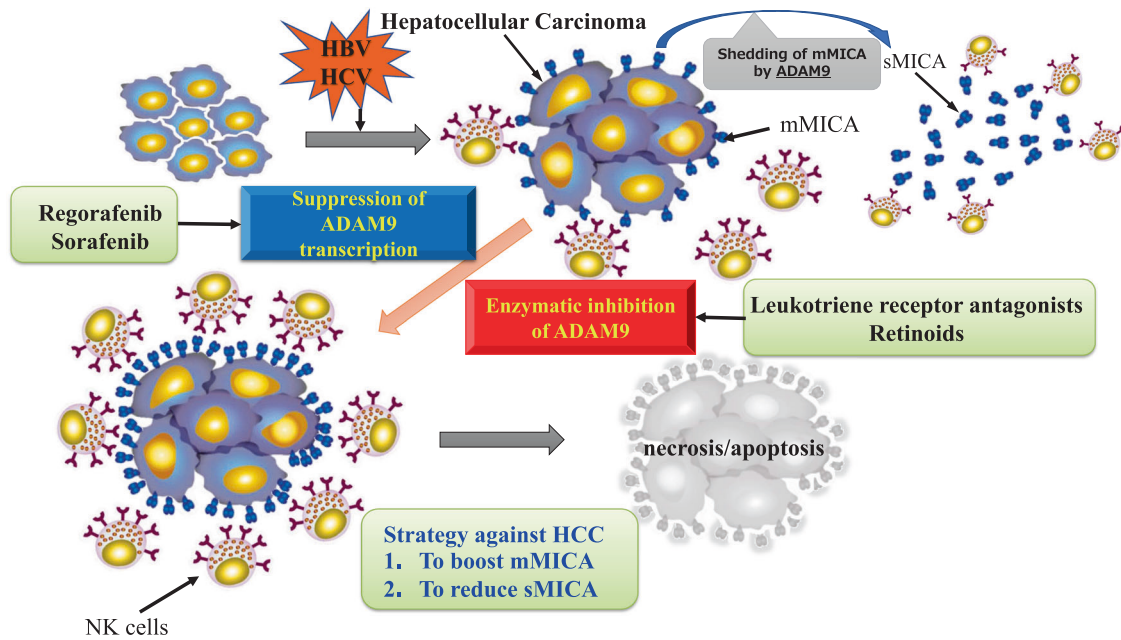 HBV
HCV
Hepatocellular Carcinoma
Shedding of mMICA
by ADAM9
sMICA
mMICA
Regorafenib
Sorafenib
Suppression of
ADAM9
transcription
Enzymatic inhibition
of ADAM9
Leukotriene receptor antagonists
Retinoids
necrosis/apoptosis
Strategy against HCC
1. To boost mMICA
2. To reduce sMICA
NK cells